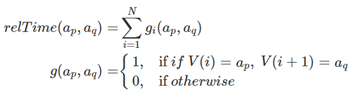 relTime(a_p, a_q) = \sum_{i=1}^{N} g_i(a_p, a_q)
g(a_p, a_q) = \begin{cases} 1, & \text{if } if\ V(i) = a_p,\ V(i+1) = a_q \\ 0, & \text{if } otherwise \end{cases}